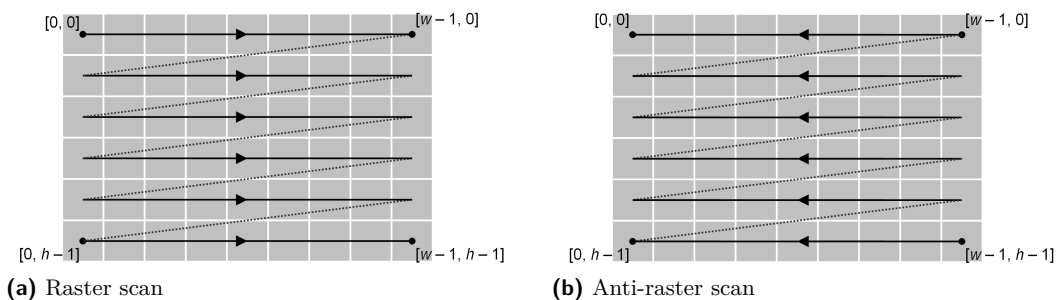 [0, 0]
[w – 1, 0]
[0, h – 1]
[w – 1, h – 1]
(a) Raster scan
[0, 0]
[w – 1, 0]
[0, h – 1]
[w – 1, h – 1]
(b) Anti-raster scan